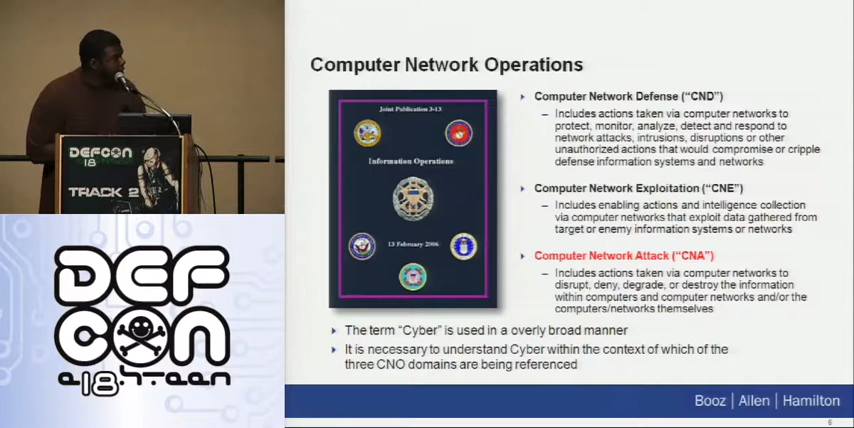 Computer Network Operations
Joint Publication 3-13
Information Operations
13 February 2006
Computer Network Defense ("CND")
– Includes actions taken via computer networks to
protect, monitor, analyze, detect and respond to
network attacks, intrusions, disruptions or other
unauthorized actions that would compromise or cripple
defense information systems and networks
Computer Network Exploitation ("CNE")
– Includes enabling actions and intelligence collection
via computer networks that exploit data gathered from
target or enemy information systems or networks
Computer Network Attack ("CNA")
– Includes actions taken via computer networks to
disrupt, deny, degrade, or destroy the information
within computers and computer networks and/or the
computers/networks themselves
The term "Cyber" is used in a overly broad manner
It is necessary to understand Cyber within the context of which of the
three CNO domains are being referenced
Booz | Allen | Hamilton
6
DEFCON
18
TRACK 2
DEF
CON
e18hteen